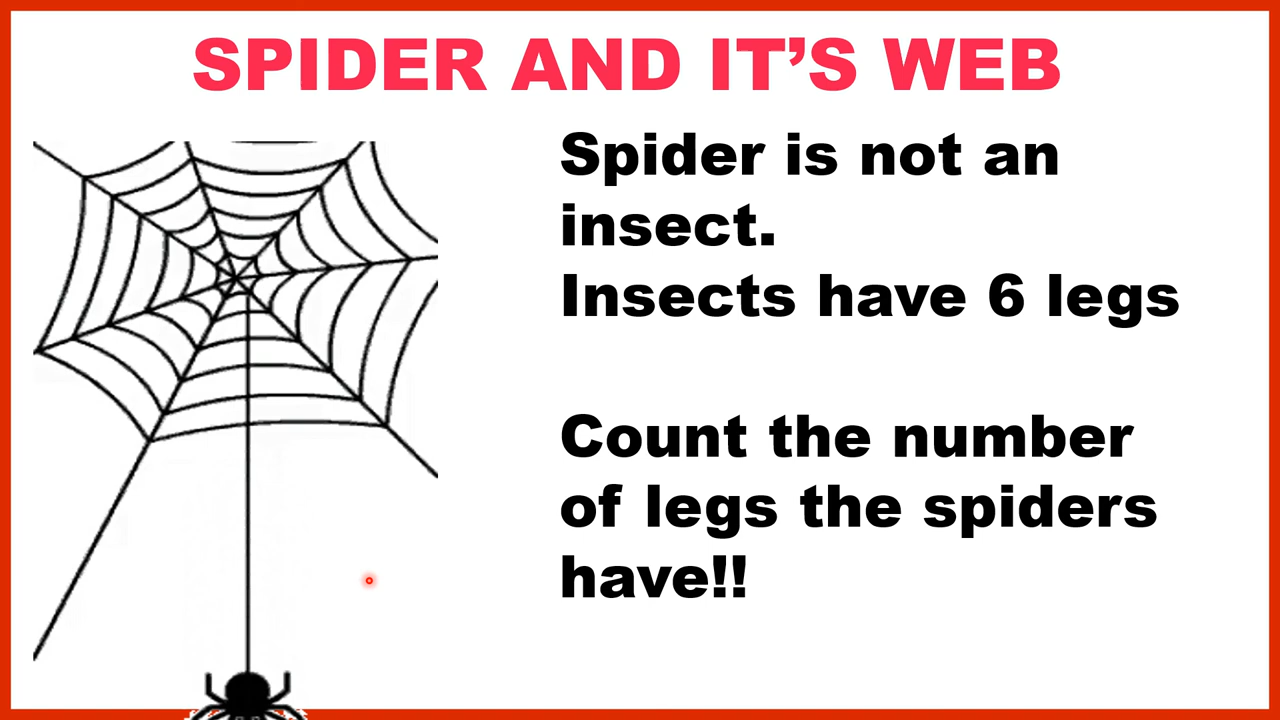 SPIDER AND IT’S WEB
Spider is not an
insect.
Insects have 6 legs
Count the number
of legs the spiders
have!!